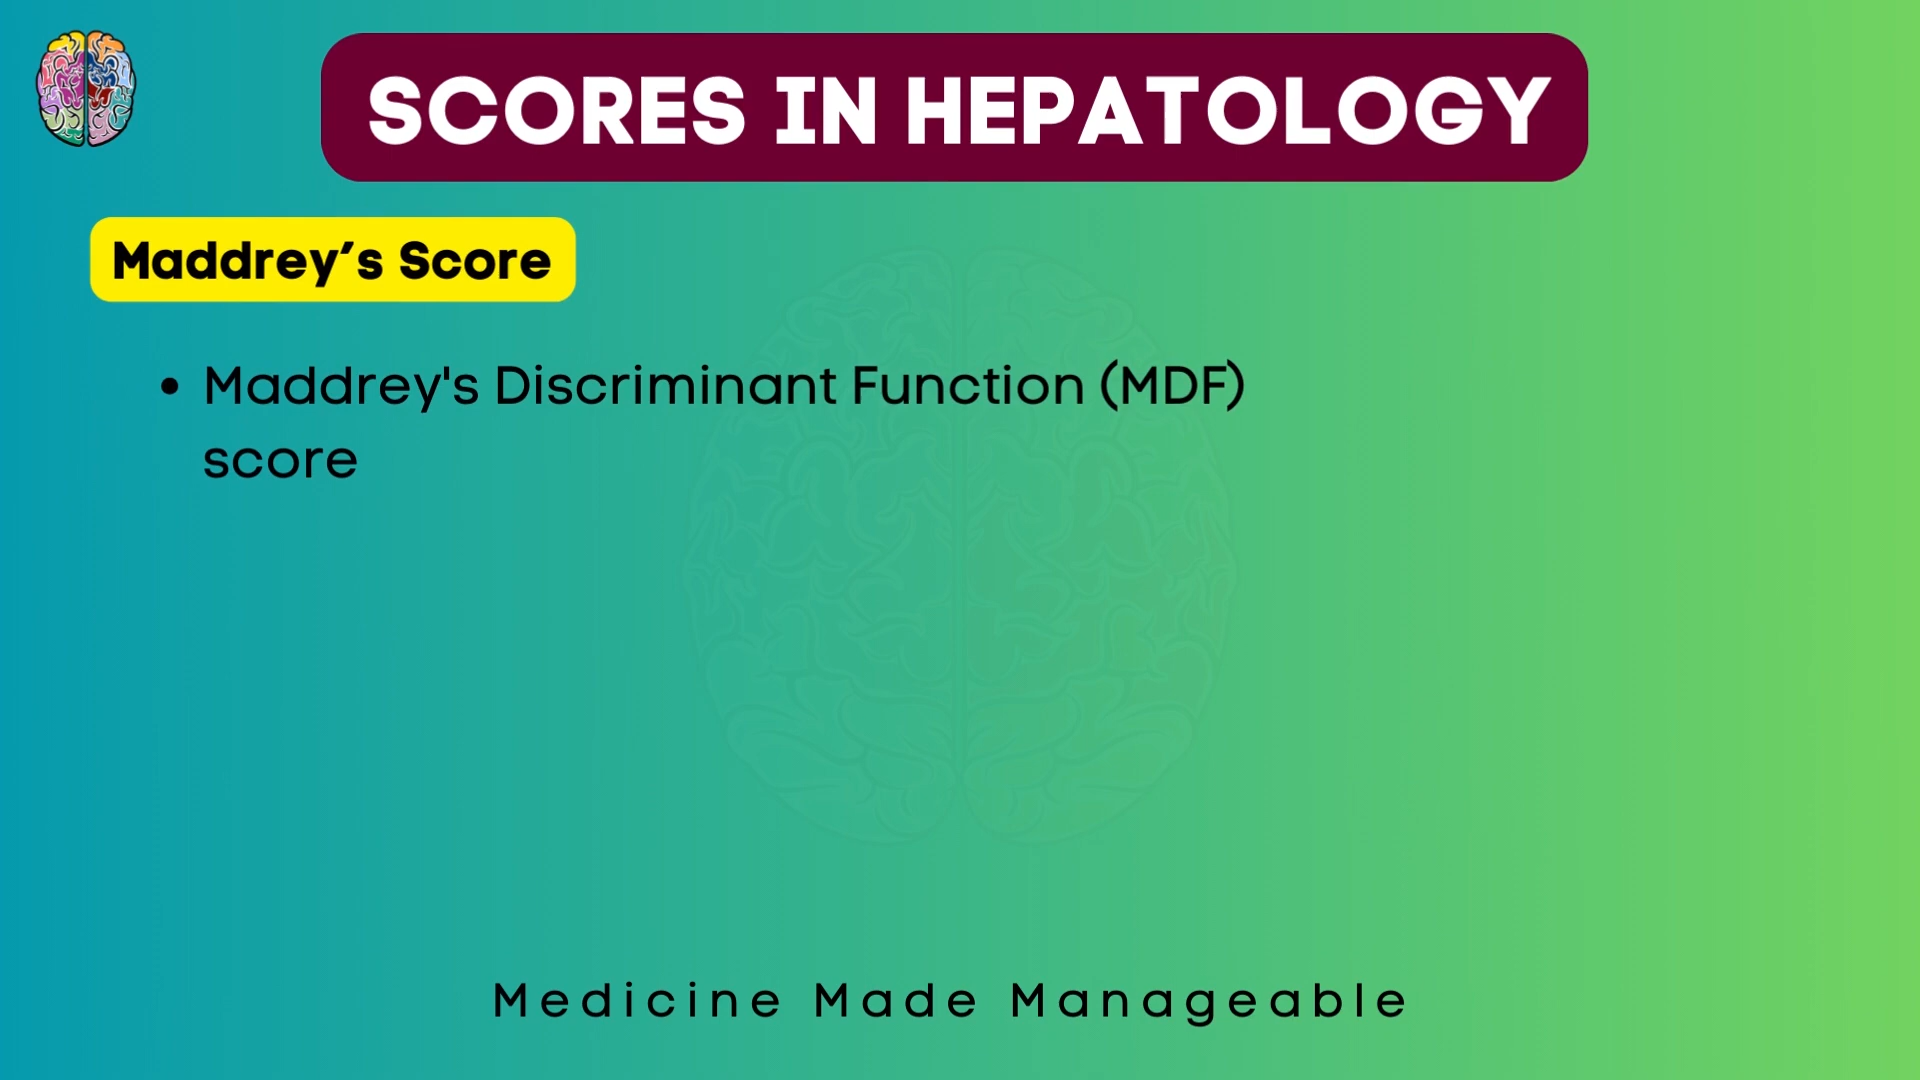 SCORES IN HEPATOLOGY
Maddrey’s Score
• Maddrey's Discriminant Function (MDF)
score
Medicine Made Manageable